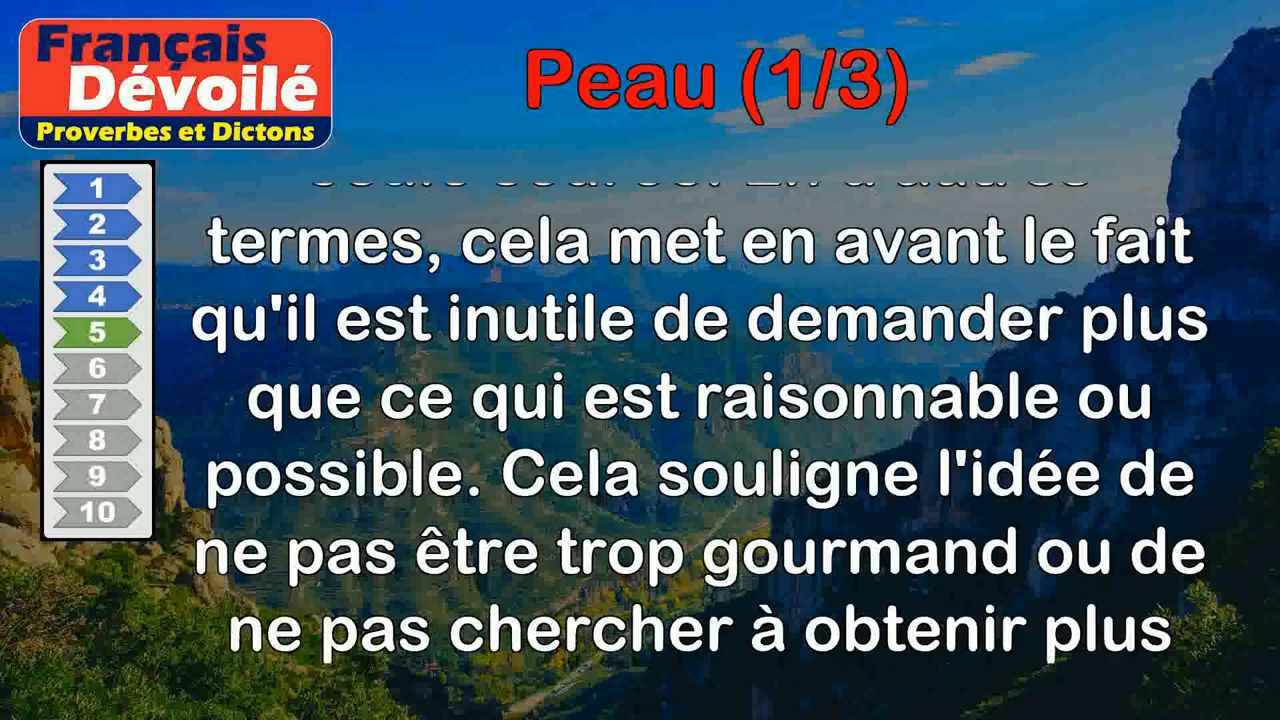 Français
Dévoilé
Proverbes et Dictons
Peau (1/3)
1
2
3
4
5
6
7
8
9
10
termes, cela met en avant le fait
qu'il est inutile de demander plus
que ce qui est raisonnable ou
possible. Cela souligne l'idée de
ne pas être trop gourmand ou de
ne pas chercher à obtenir plus